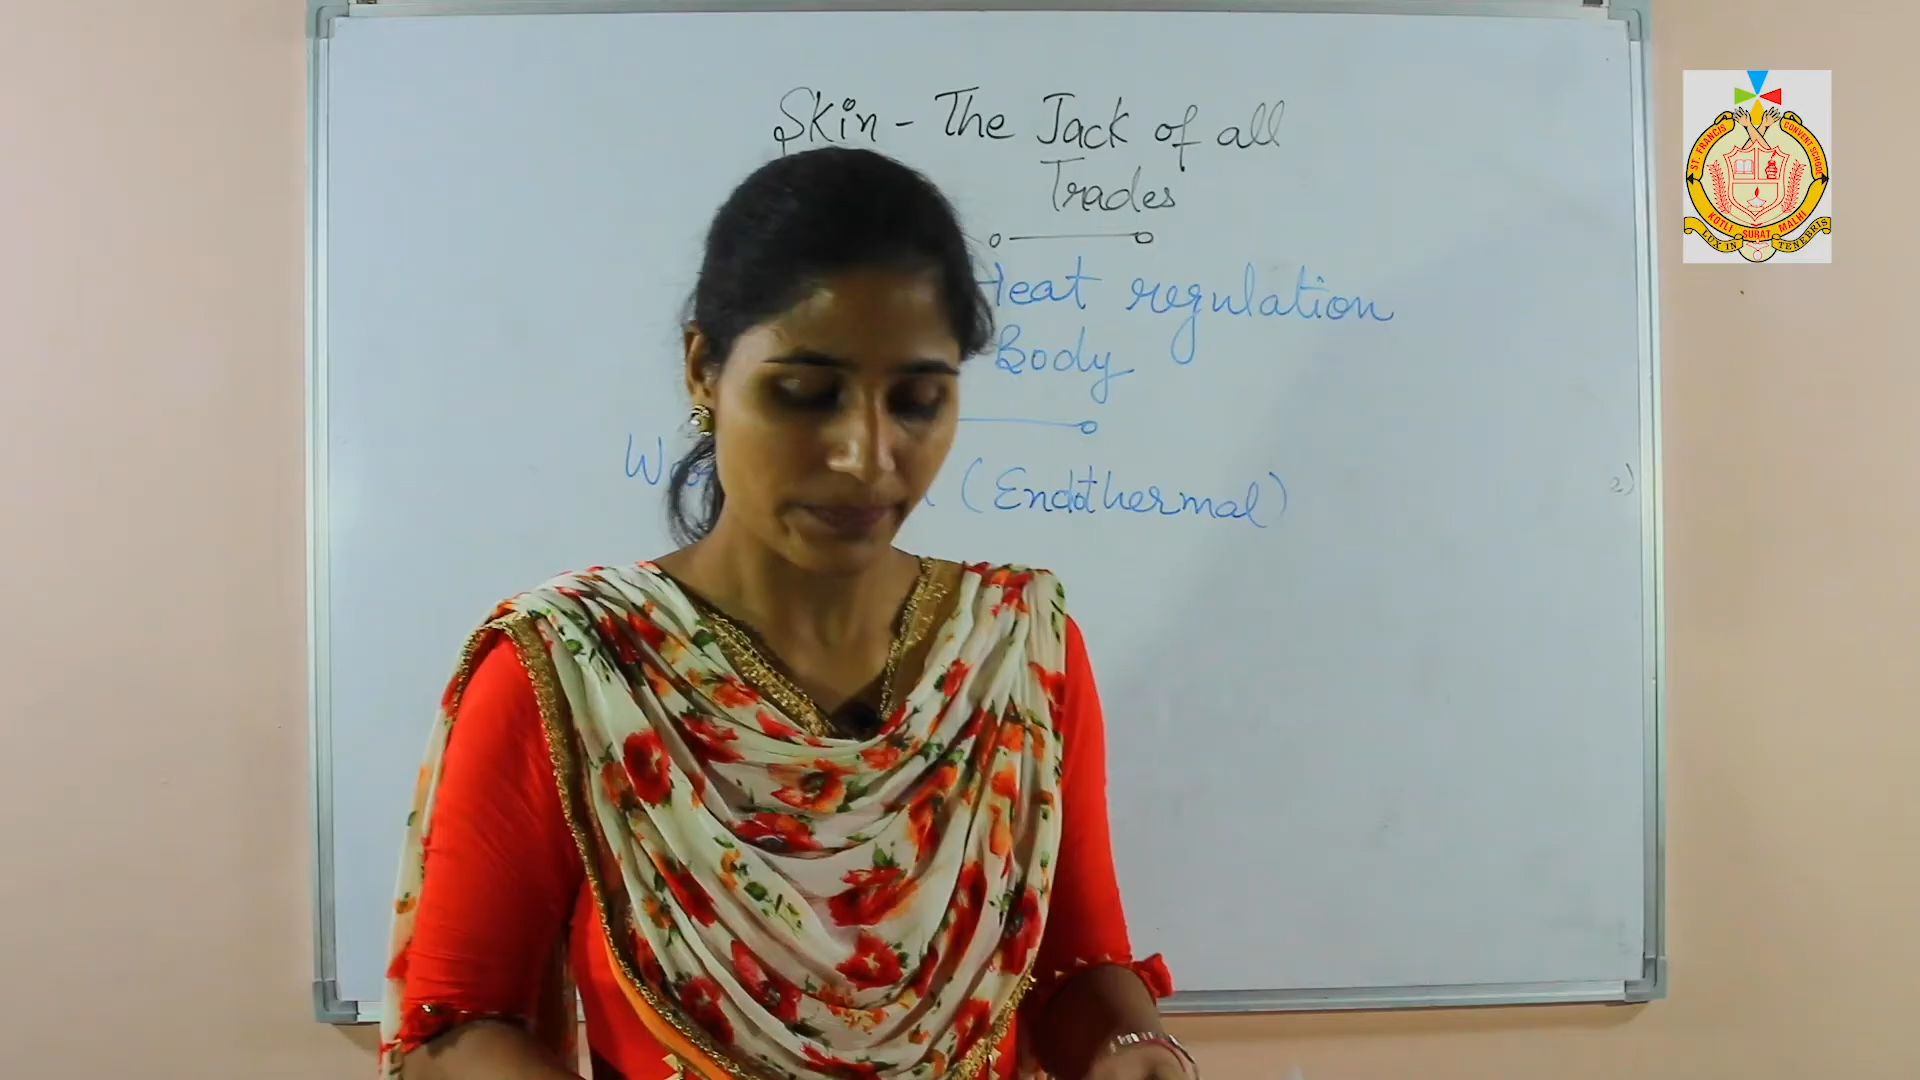 Skin - The Jack of all
Trades
Heat regulation
Body
(Endothermal)
2)
ST. FRANCIS CONVENT SCHOOL
KOTLI SURAT MALHI
LUX IN TENEBRIS